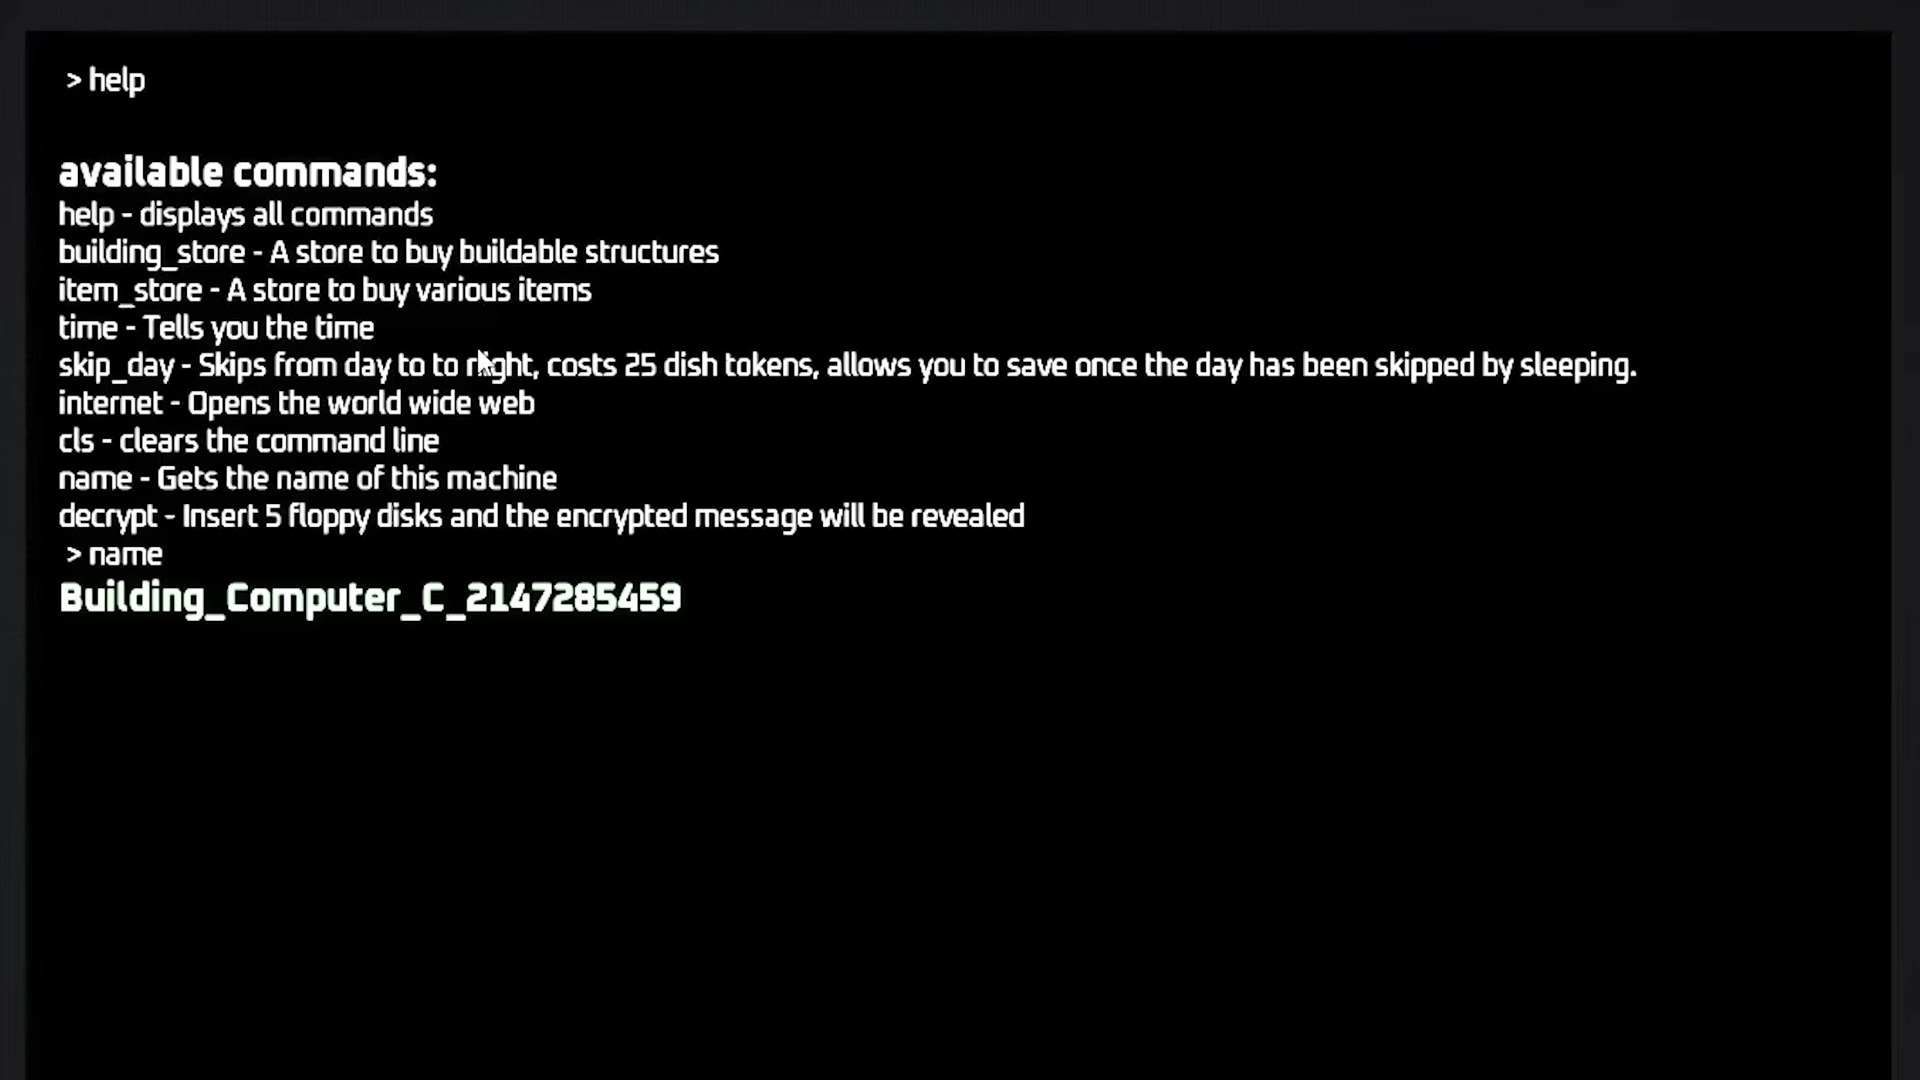 > help
available commands:
help - displays all commands
building_store - A store to buy buildable structures
item_store - A store to buy various items
time - Tells you the time
skip_day - Skips from day to to night, costs 25 dish tokens, allows you to save once the day has been skipped by sleeping.
internet - Opens the world wide web
cls - clears the command line
name - Gets the name of this machine
decrypt - Insert 5 floppy disks and the encrypted message will be revealed
> name
Building_Computer_C_2147285459